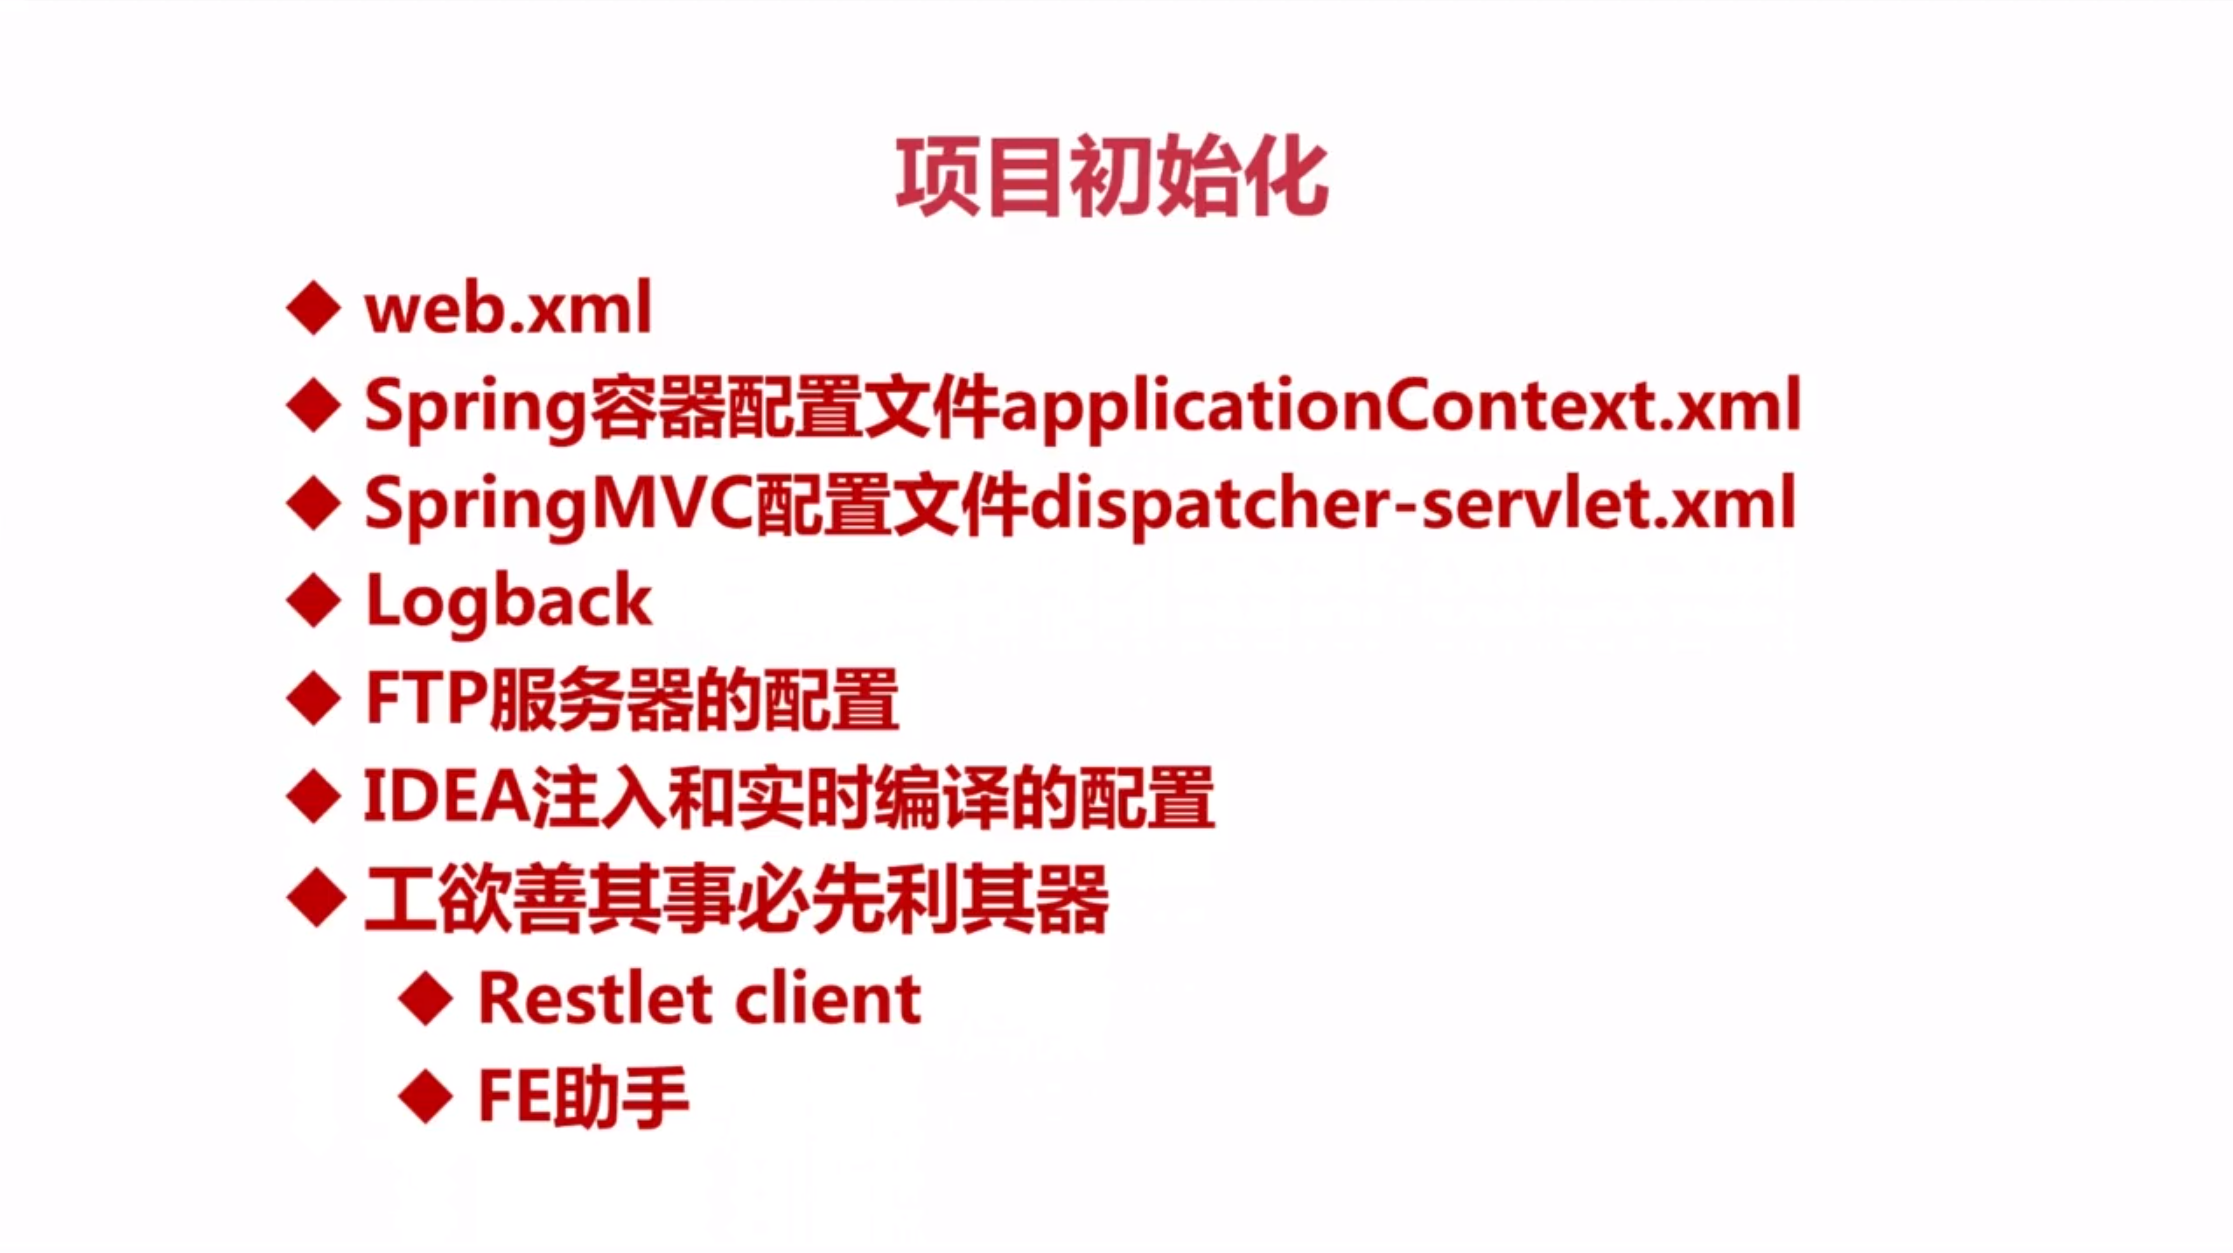 项目初始化
◆ web.xml
◆ Spring容器配置文件applicationContext.xml
◆ SpringMVC配置文件dispatcher-servlet.xml
◆ Logback
◆ FTP服务器的配置
◆ IDEA注入和实时编译的配置
◆ 工欲善其事必先利其器
◆ Restlet client
◆ FE助手